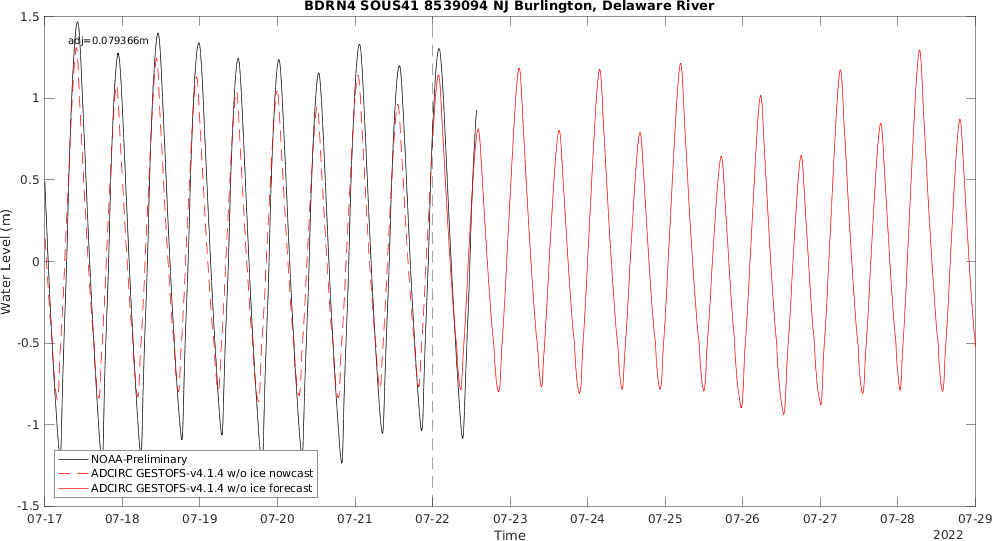 BDRN4 SOUS41 8539094 NJ Burlington, Delaware River
adj=0.079366m
1.5
1
0.5
0
-0.5
-1
-1.5
Water Level (m)
NOAA-Preliminary
ADCIRC GESTOFS-v4.1.4 w/o ice nowcast
ADCIRC GESTOFS-v4.1.4 w/o ice forecast
07-17 07-18 07-19 07-20 07-21 07-22 07-23 07-24 07-25 07-26 07-27 07-28 07-29
Time
2022